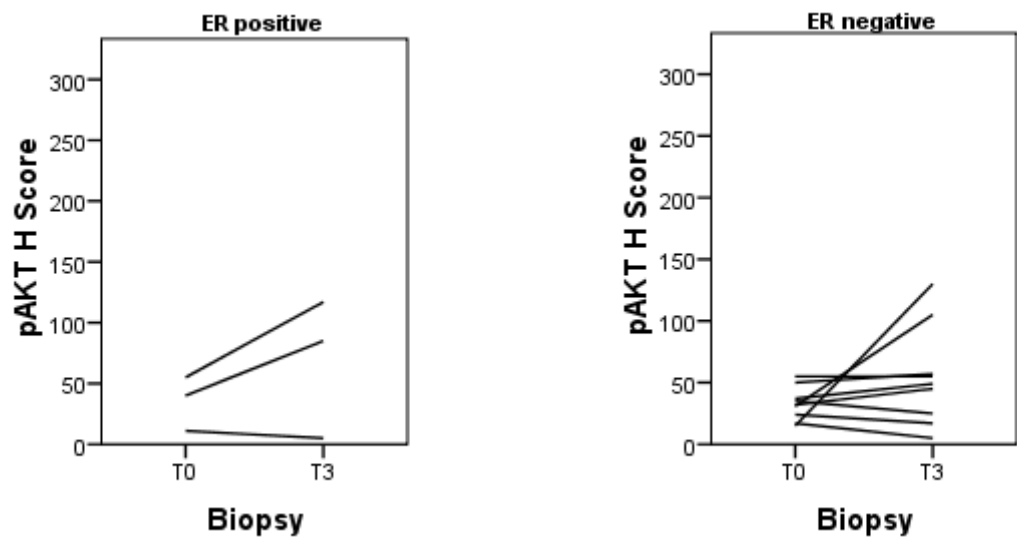 ER positive
pAKT H Score
300
250
200
150
100
50
0
T0 T3
Biopsy
ER negative
pAKT H Score
300
250
200
150
100
50
0
T0 T3
Biopsy